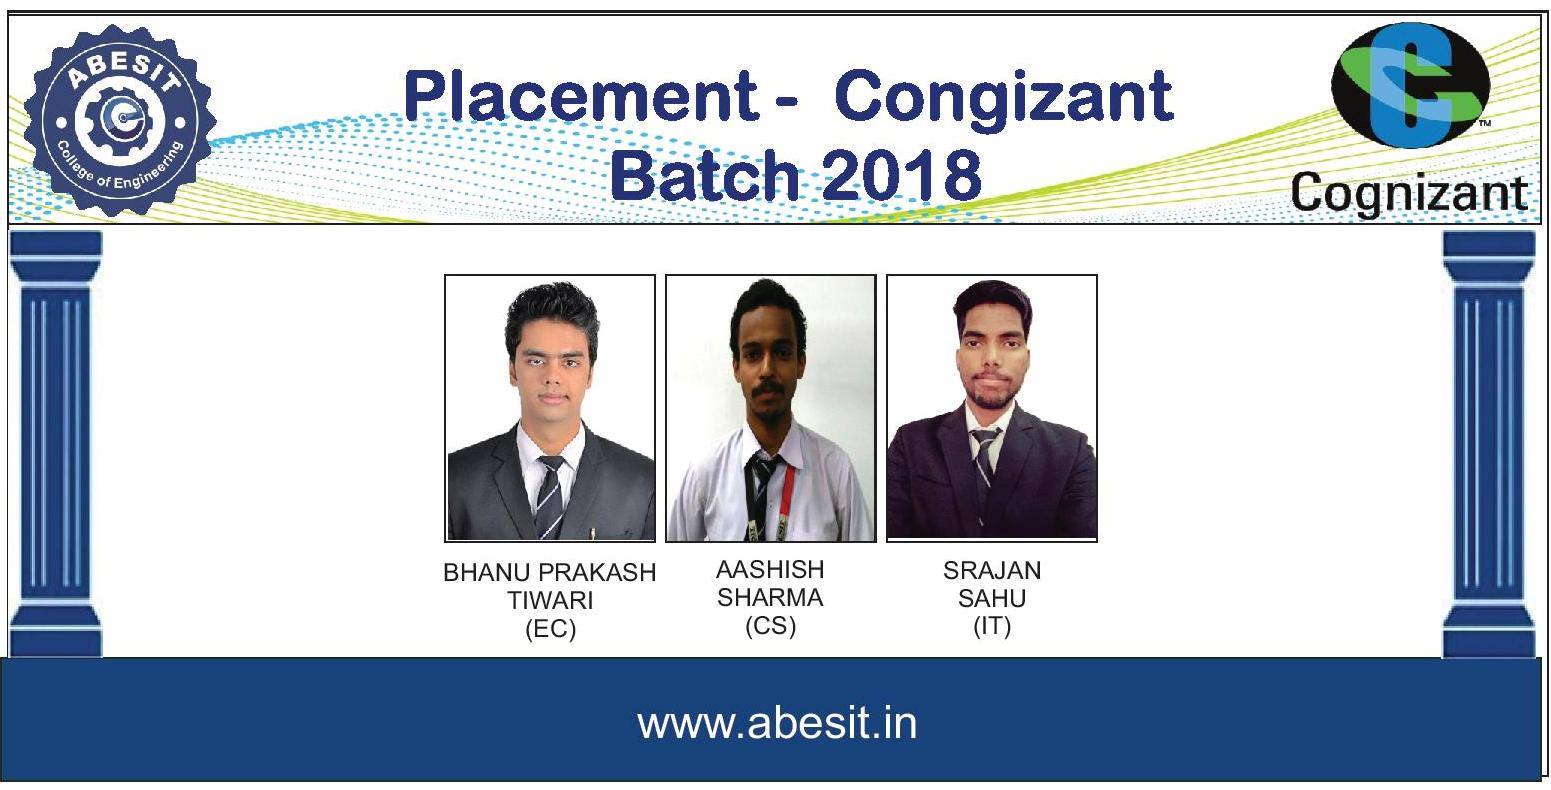 ABESIT
College of Engineering
Placement - Congizant
Batch 2018
TM
Cognizant
BHANU PRAKASH
TIWARI
(EC)
AASHISH
SHARMA
(CS)
SRAJAN
SAHU
(IT)
www.abesit.in